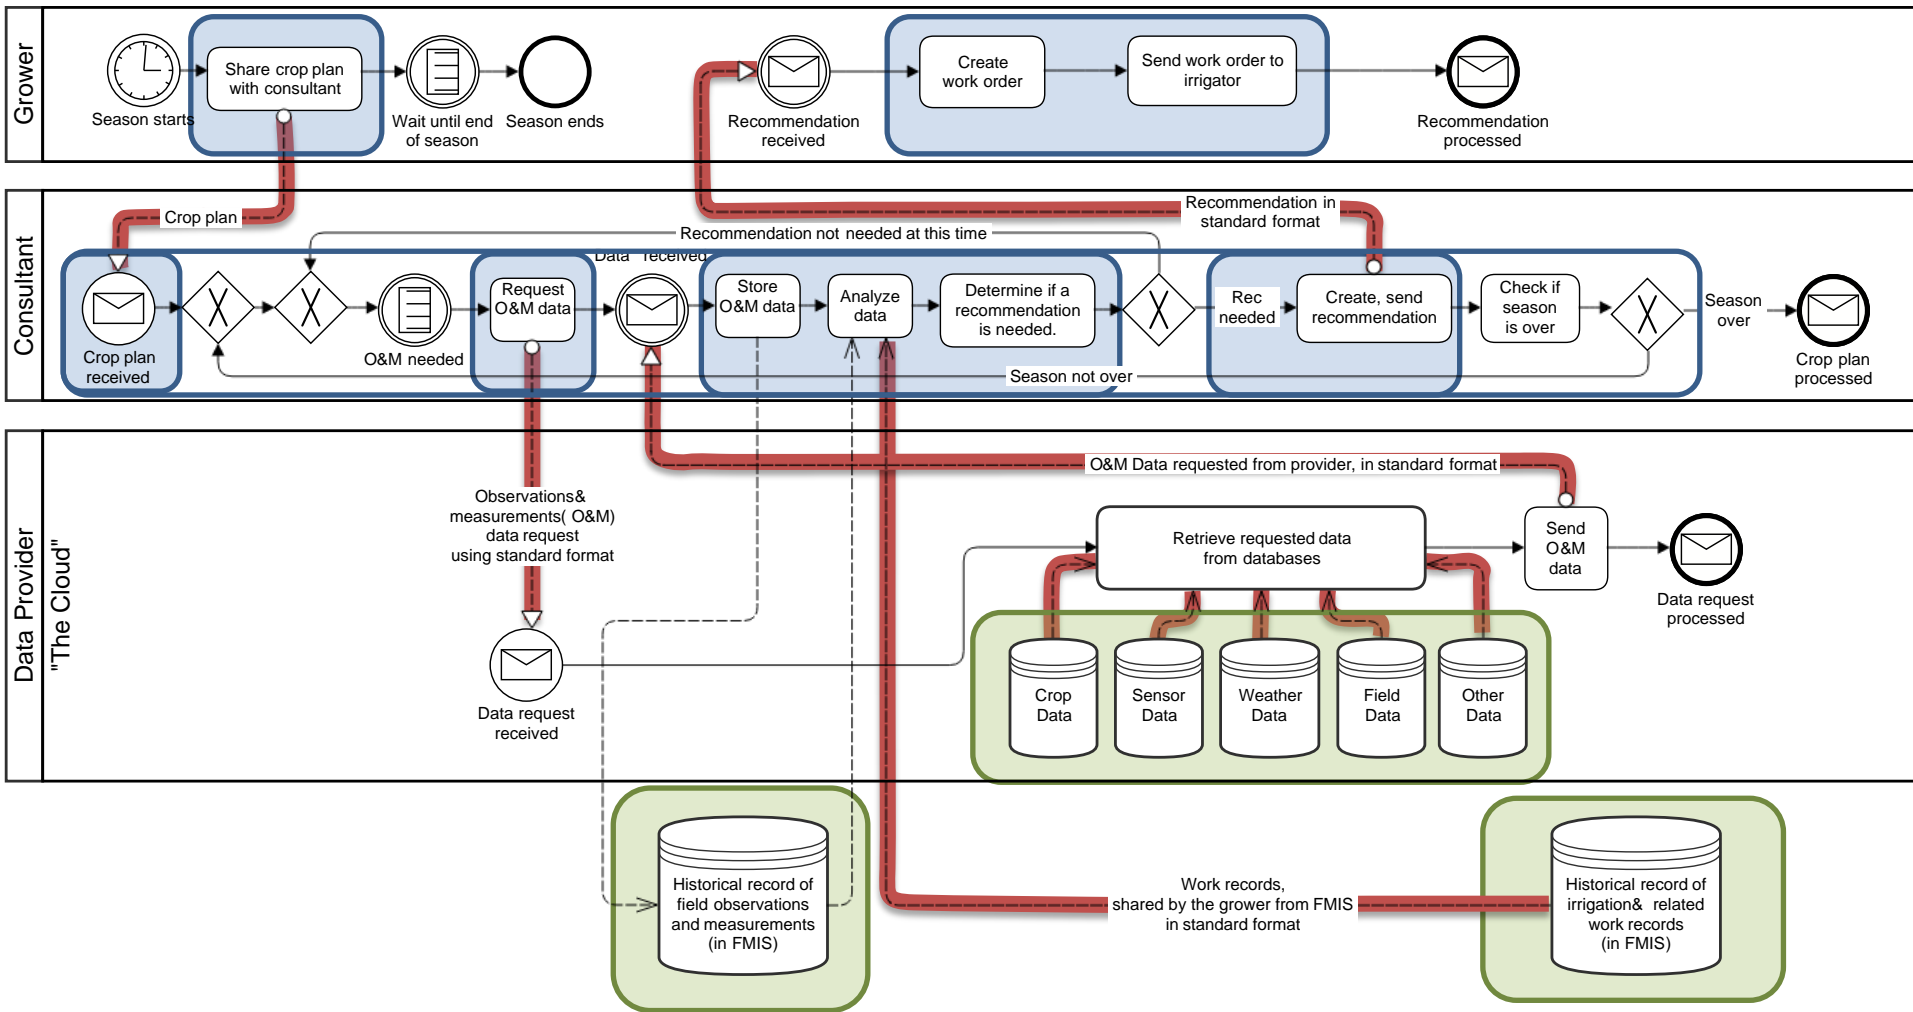 Grower
Season starts
Share crop plan
with consultant
Wait until end
of season
Season ends
Recommendation
received
Create
work order
Send work order to
irrigator
Recommendation
processed
Consultant
Crop plan
Recommendation in
standard format
Recommendation not needed at this time
Data received
Crop plan
received
O&M needed
Request
O&M data
Store
O&M data
Analyze
data
Determine if a
recommendation
is needed.
Rec
needed
Create, send
recommendation
Check if
season
is over
Season
over
Crop plan
processed
Season not over
Data Provider
"The Cloud"
O&M Data requested from provider, in standard format
Observations&
measurements( O&M)
data request
using standard format
Data request
received
Retrieve requested data
from databases
Send
O&M
data
Data request
processed
Crop
Data
Sensor
Data
Weather
Data
Field
Data
Other
Data
Historical record of
field observations
and measurements
(in FMIS)
Work records,
shared by the grower from FMIS
in standard format
Historical record of
irrigation& related
work records
(in FMIS)